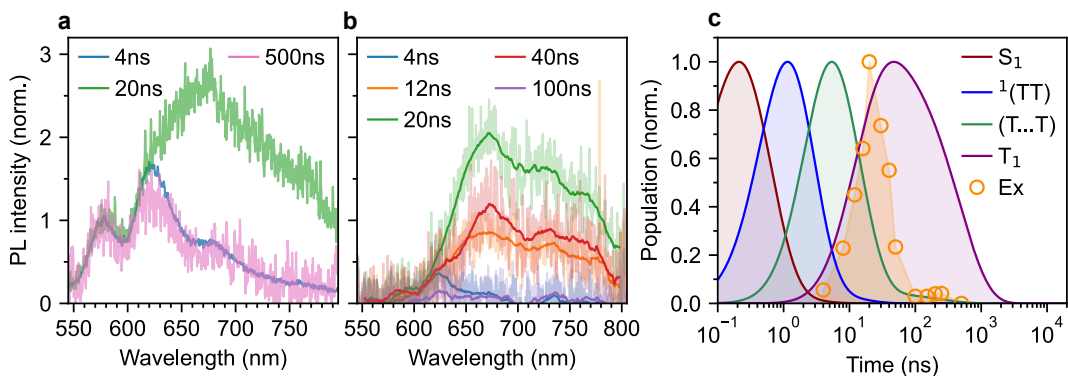 a
b
c
PL intensity (norm.)
3
2
1
0
4ns
20ns
500ns
550
600
650
700
750
Wavelength (nm)
4ns
12ns
20ns
40ns
100ns
550
600
650
700
750
800
Wavelength (nm)
Population (norm.)
1.0
0.8
0.6
0.4
0.2
0.0
S₁
¹(TT)
(T...T)
T₁
Ex
10⁻¹
10⁰
10¹
10²
10³
10⁴
Time (ns)